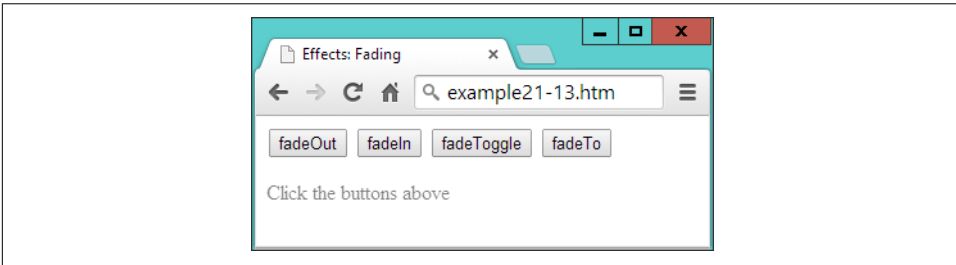 Effects: Fading
example21-13.htm
fadeOut fadeIn fadeToggle fadeTo
Click the buttons above